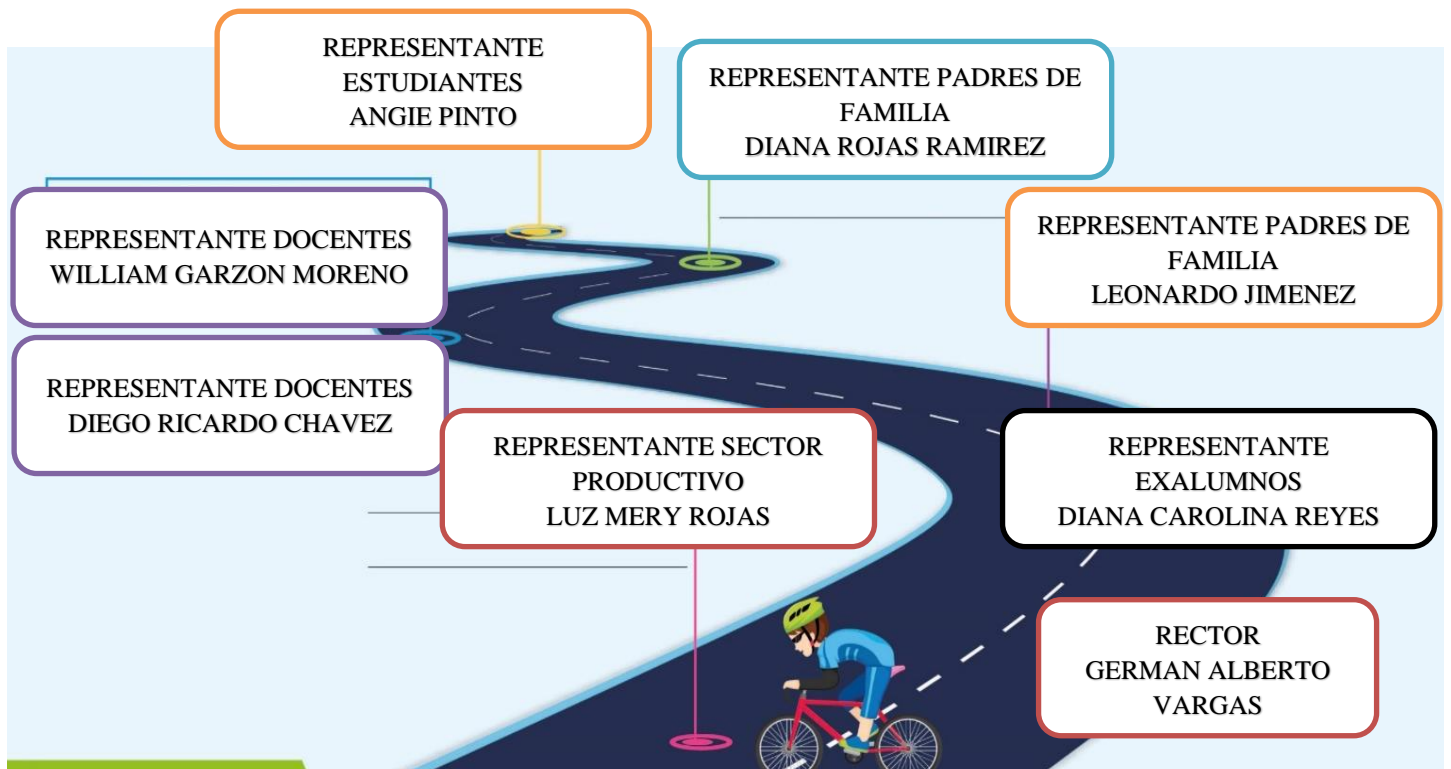 REPRESENTANTE
ESTUDIANTES
ANGIE PINTO
REPRESENTANTE PADRES DE
FAMILIA
DIANA ROJAS RAMIREZ
REPRESENTANTE DOCENTES
WILLIAM GARZON MORENO
REPRESENTANTE PADRES DE
FAMILIA
LEONARDO JIMENEZ
REPRESENTANTE DOCENTES
DIEGO RICARDO CHAVEZ
REPRESENTANTE SECTOR
PRODUCTIVO
LUZ MERY ROJAS
REPRESENTANTE
EXALUMNOS
DIANA CAROLINA REYES
RECTOR
GERMAN ALBERTO
VARGAS